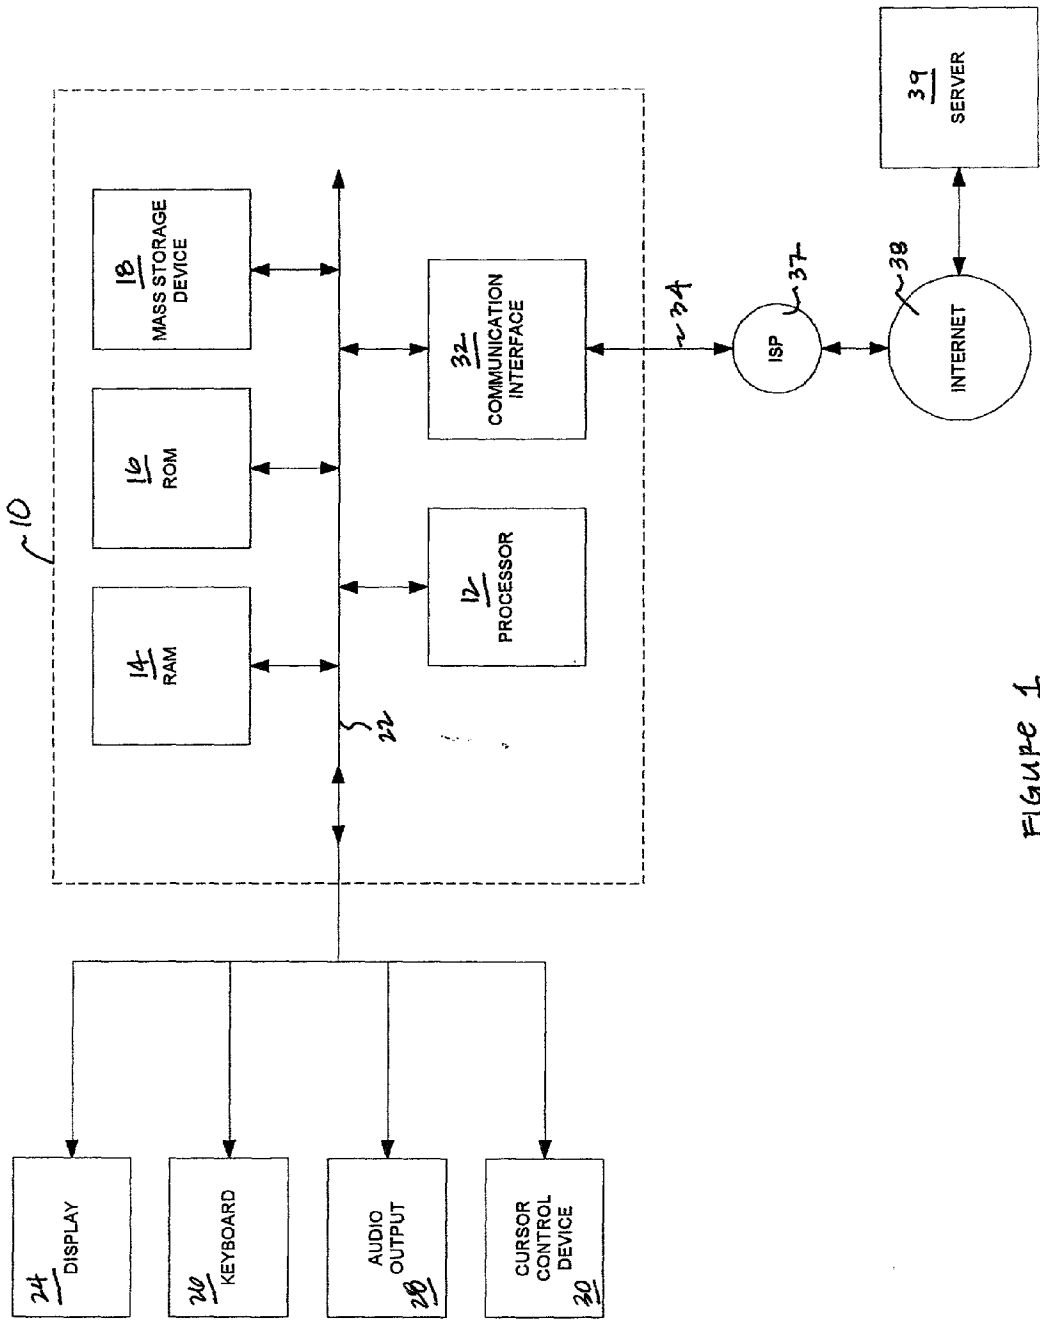 10
24
DISPLAY
26
KEYBOARD
AUDIO
OUTPUT
28
CURSOR
CONTROL
DEVICE
30
14
RAM
16
ROM
18
MASS STORAGE
DEVICE
22
12
PROCESSOR
32
COMMUNICATION
INTERFACE
34
ISP
37
INTERNET
38
39
SERVER
FIGURE 1